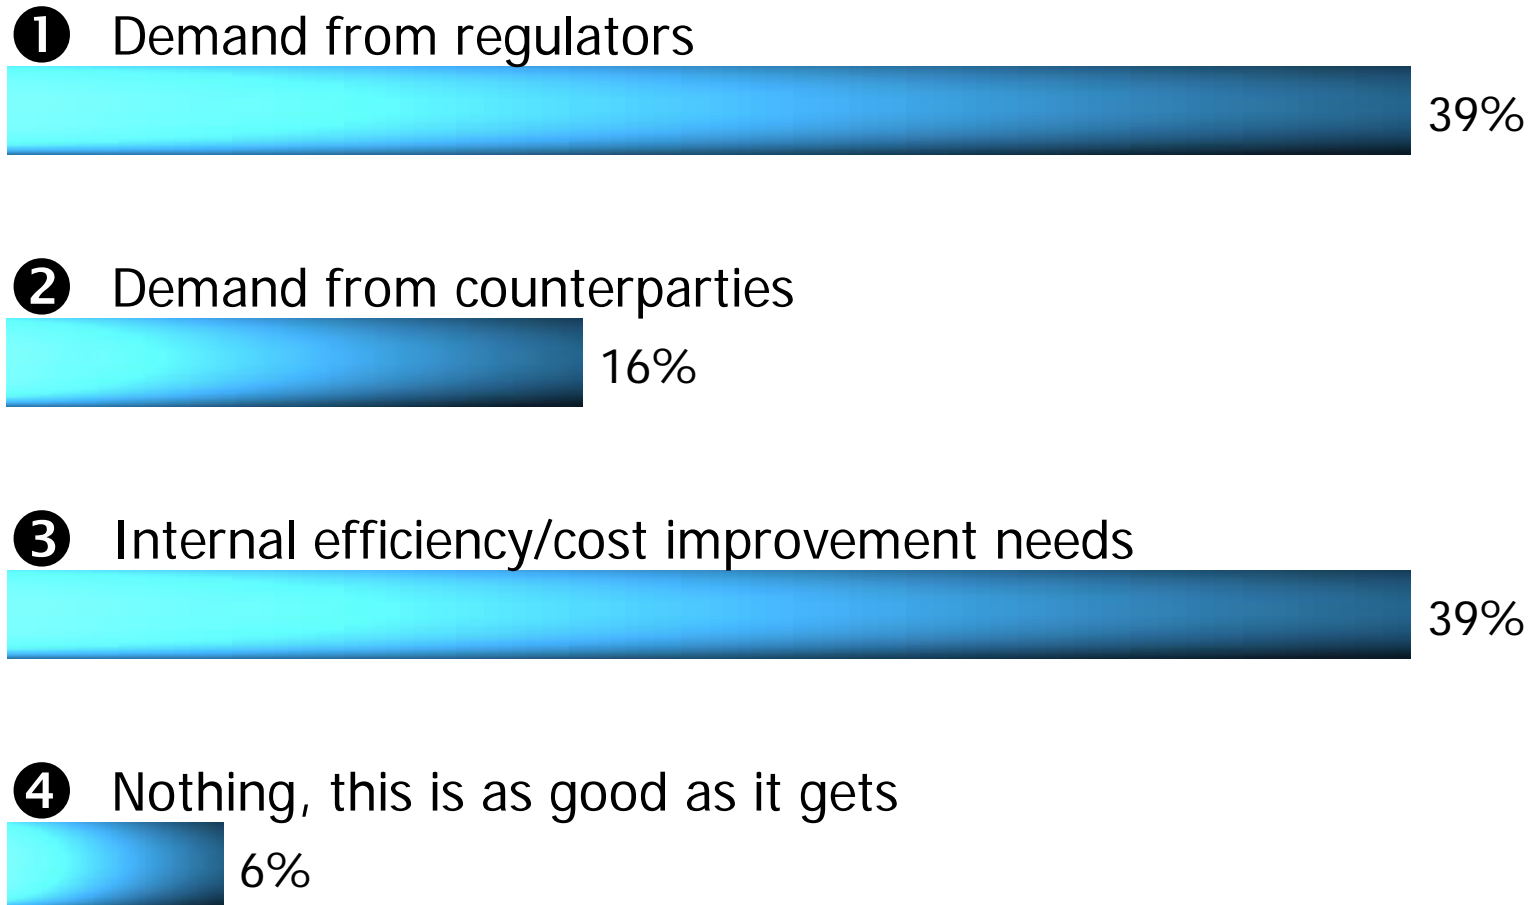 ❶ Demand from regulators
39%
❷ Demand from counterparties
16%
❸ Internal efficiency/cost improvement needs
39%
❹ Nothing, this is as good as it gets
6%